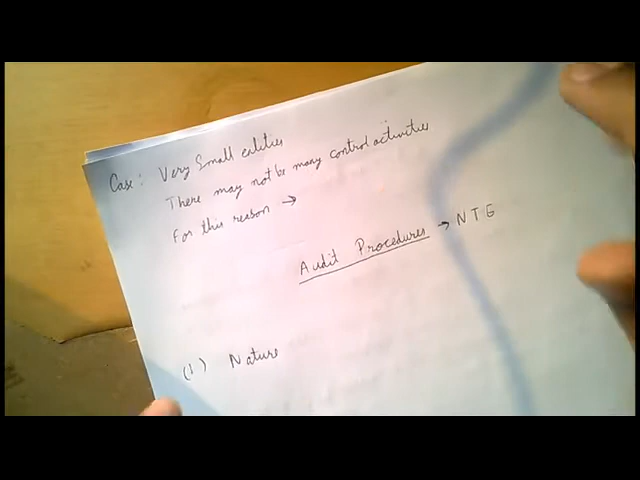 Case: Very Small entities
There may not be many control activities
For this reason →
Audit Procedures → NTE
(1) Nature